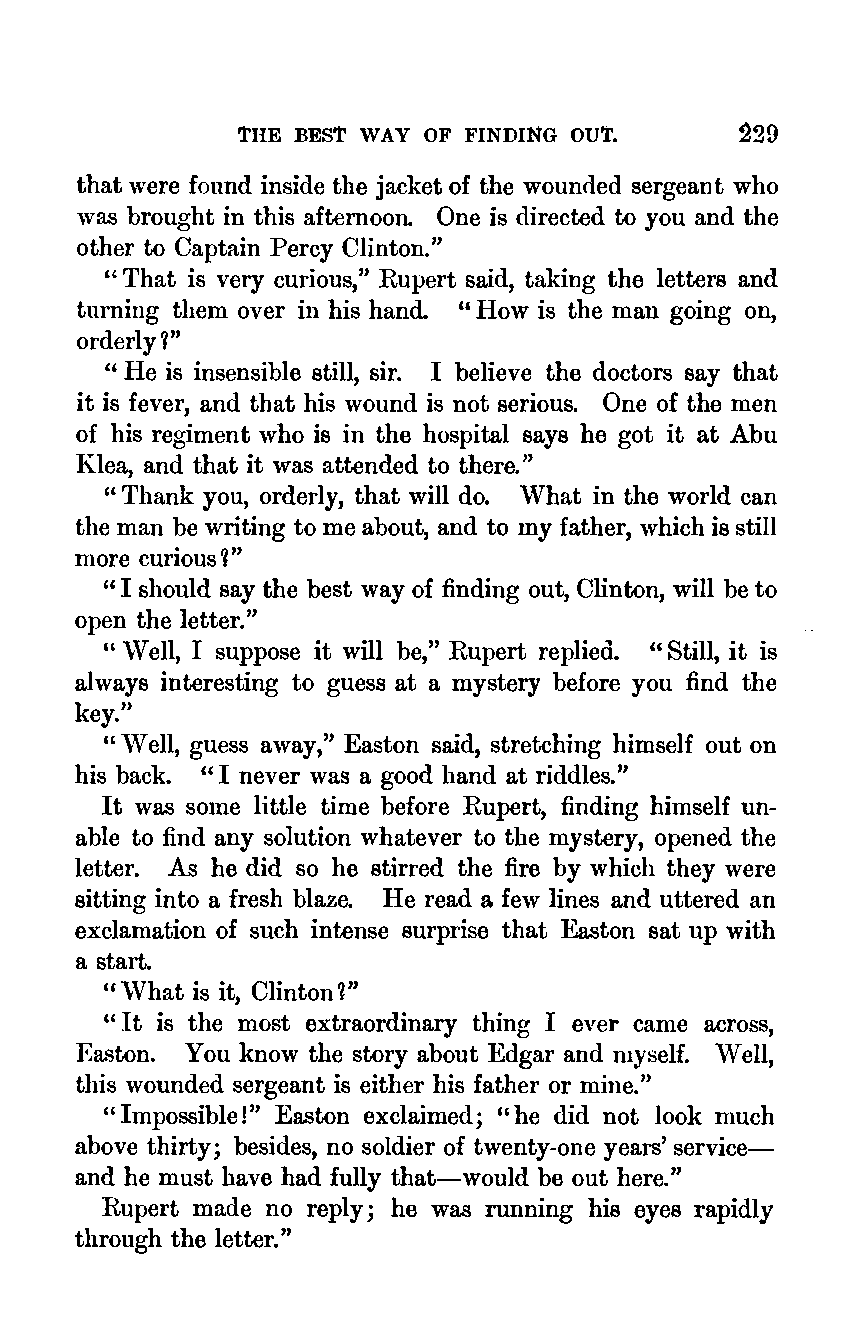 THE BEST WAY OF FINDING OUT. 229
that were found inside the jacket of the wounded sergeant who
was brought in this afternoon. One is directed to you and the
other to Captain Percy Clinton.”
“That is very curious,” Rupert said, taking the letters and
turning them over in his hand. “How is the man going on,
orderly?”
“He is insensible still, sir. I believe the doctors say that
it is fever, and that his wound is not serious. One of the men
of his regiment who is in the hospital says he got it at Abu
Klea, and that it was attended to there.”
“Thank you, orderly, that will do. What in the world can
the man be writing to me about, and to my father, which is still
more curious?”
“I should say the best way of finding out, Clinton, will be to
open the letter.”
“Well, I suppose it will be,” Rupert replied. “Still, it is
always interesting to guess at a mystery before you find the
key.”
“Well, guess away,” Easton said, stretching himself out on
his back. “I never was a good hand at riddles.”
It was some little time before Rupert, finding himself un-
able to find any solution whatever to the mystery, opened the
letter. As he did so he stirred the fire by which they were
sitting into a fresh blaze. He read a few lines and uttered an
exclamation of such intense surprise that Easton sat up with
a start.
“What is it, Clinton?”
“It is the most extraordinary thing I ever came across,
Easton. You know the story about Edgar and myself. Well,
this wounded sergeant is either his father or mine.”
“Impossible!” Easton exclaimed; “he did not look much
above thirty; besides, no soldier of twenty-one years’ service—
and he must have had fully that—would be out here.”
Rupert made no reply; he was running his eyes rapidly
through the letter.”